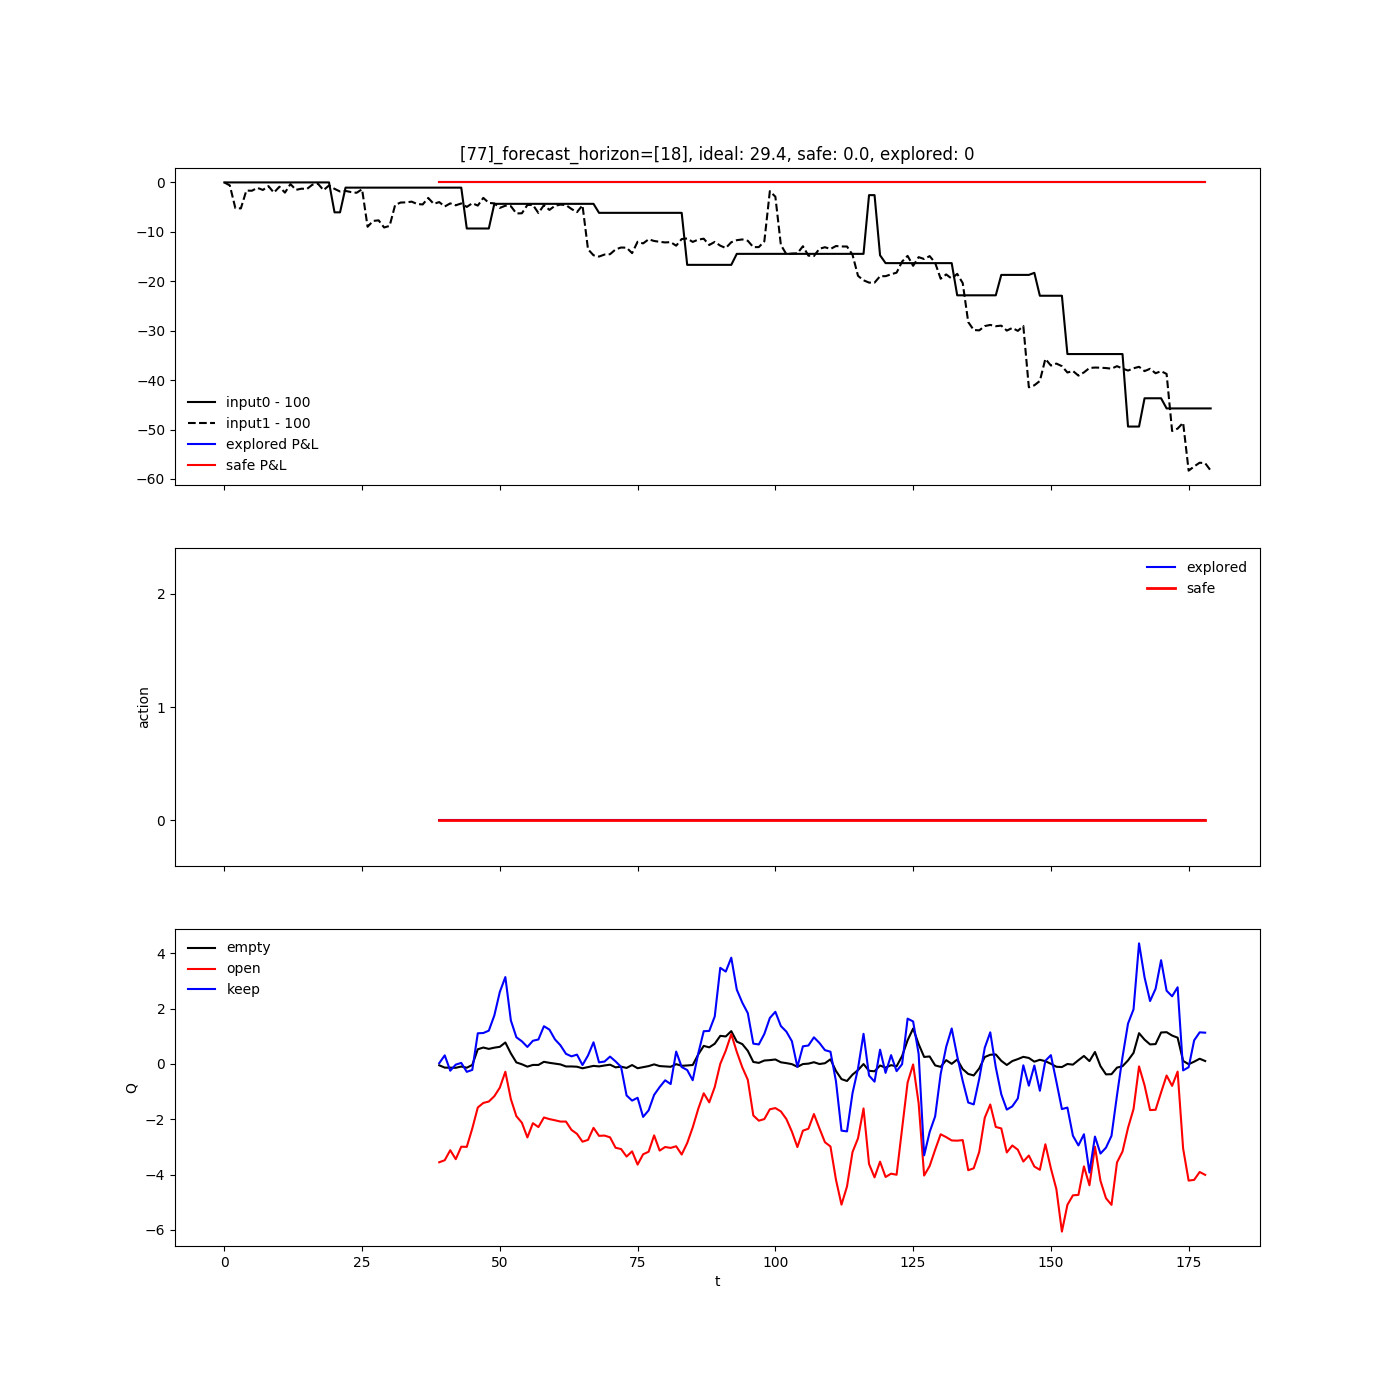 [77]_forecast_horizon=[18], ideal: 29.4, safe: 0.0, explored: 0
0
−10
−20
−30
−40
−50
−60
input0 - 100
input1 - 100
explored P&L
safe P&L
explored
safe
2
1
0
action
empty
open
keep
4
2
0
−2
−4
−6
Q
0 25 50 75 100 125 150 175
t